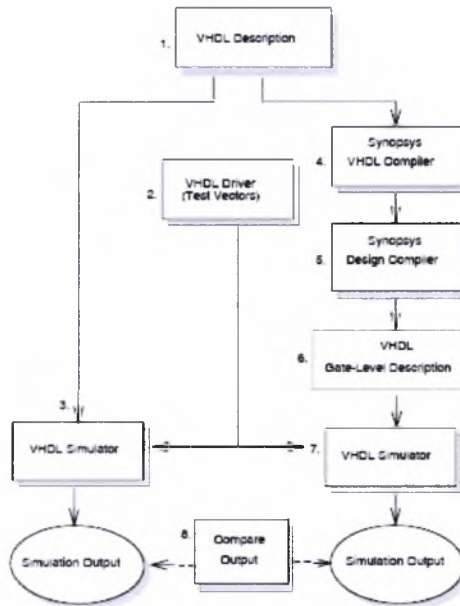 1.
VHDL Description
Synopsys
4.
VHDL Compiler
2.
VHDL Driver
(Test Vectors)
Synopsys
5.
Design Compiler
VHDL
6.
Gate-Level Description
3.
VHDL Simulator
7.
VHDL Simulator
8.
Compare
Output
Simulation Output
Simulation Output